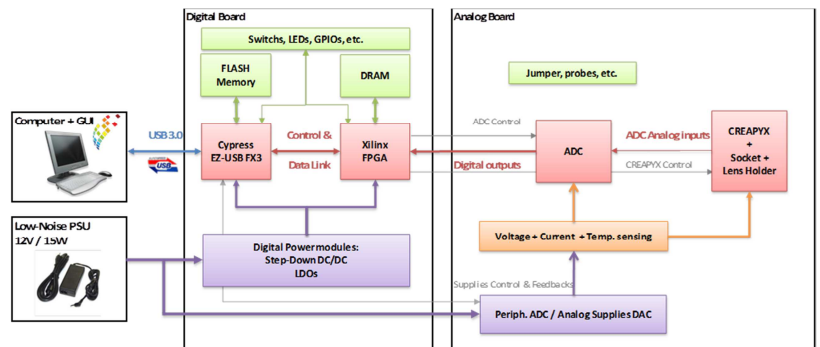 Digital Board
Analog Board
Switchs, LEDs, GPIOs, etc.
FLASH
Memory
DRAM
Jumper, probes, etc.
Computer + GUI
USB 3.0
USB
Cypress
EZ-USB FX3
Control &
Data Link
Xilinx
FPGA
ADC Control
Digital outputs
ADC
ADC Analog inputs
CREAPYX Control
CREAPYX
+
Socket +
Lens Holder
Low-Noise PSU
12V / 15W
Digital Powermodules:
Step-Down DC/DC
LDOs
Voltage + Current + Temp. sensing
Supplies Control & Feedbacks
Periph. ADC / Analog Supplies DAC